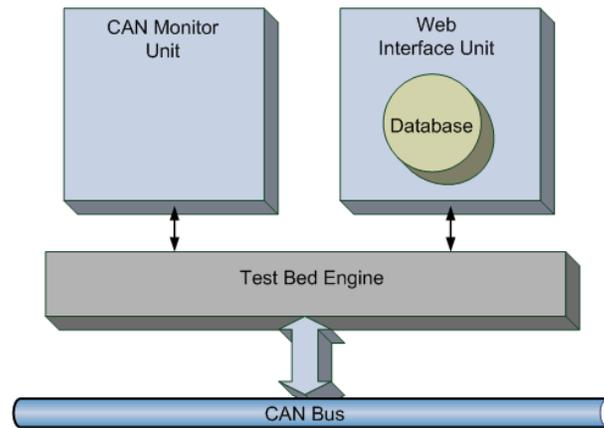 CAN Monitor
Unit
Web
Interface Unit
Database
Test Bed Engine
CAN Bus